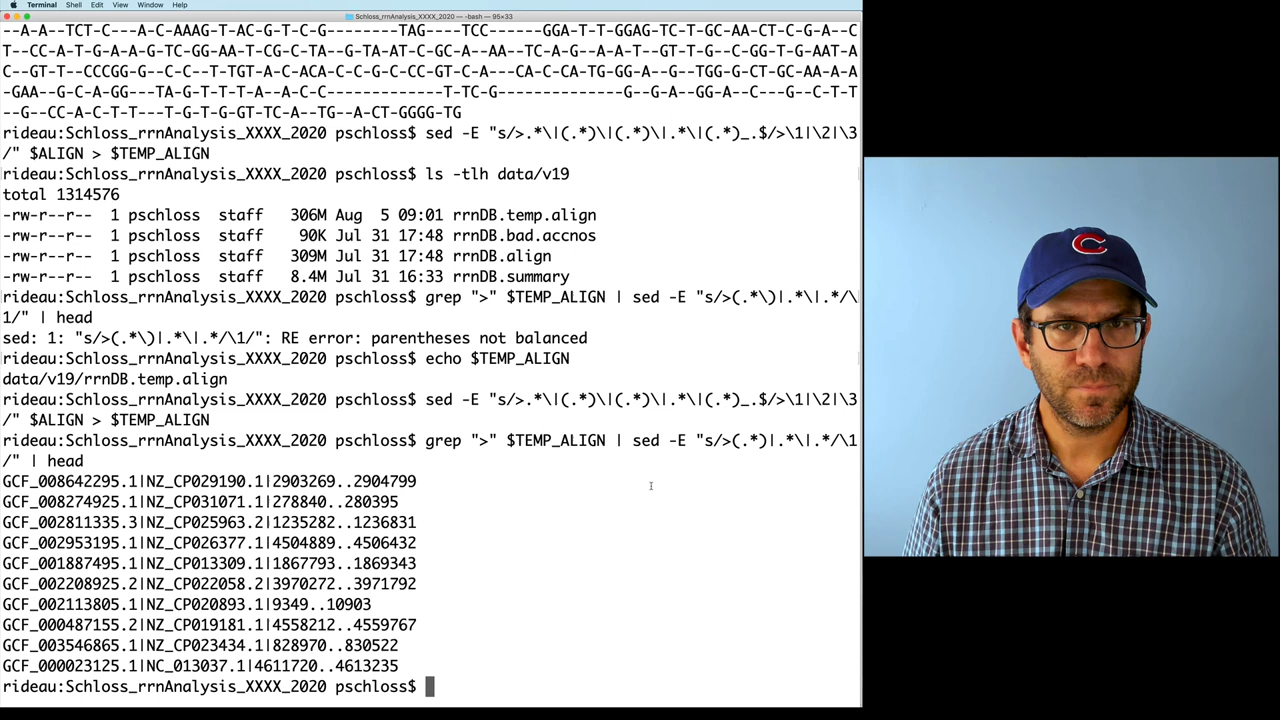 Terminal Shell Edit View Window Help
Schloss_rrnAnalysis_XXXX_2020 — -bash — 95×33
--A-A--TCT-C---A-C-AAAG-T-AC-G-T-C-G--------TAG----TCC------GGA-T-T-GGAG-TC-T-GC-AA-CT-C-G-A--C
T--CC-A-T-GA-A-G-TC-GG-AA-T-CG-C-TA--G-TA-AT-C-GC-A--AA--TC-A-G--A-A-T--GT-T-G--C-GG-T-G-AAT-A
C--GT-T--CCCGG-G--C-C--T-TGT-A-C-ACA-C-C-G-C-CC-GT-C-A---CA-C-CA-TG-GG-A--G--TGG-G-CT-GC-AA-A-A
-GAA--G-C-A-GG---TA-G-T-T-T-A--A-C-C----------------T-TC-G--------------G--G-A--GG-A--C---G--C-T-T
--G--CC-A-C-T-T---T-G-T-G-GT-TC-A--TG--A-CT-GGGG-TG
rideau:Schloss_rrnAnalysis_XXXX_2020 pschloss$ sed -E "s/>.*\|(.*)\|(.*)\|.*\|(.*)_.$/>\1|\2|\3
/" $ALIGN > $TEMP_ALIGN
rideau:Schloss_rrnAnalysis_XXXX_2020 pschloss$ ls -tlh data/v19
total 1314576
-rw-r--r-- 1 pschloss staff 306M Aug 5 09:01 rrnDB.temp.align
-rw-r--r-- 1 pschloss staff 90K Jul 31 17:48 rrnDB.bad.accnos
-rw-r--r-- 1 pschloss staff 309M Jul 31 17:48 rrnDB.align
-rw-r--r-- 1 pschloss staff 8.4M Jul 31 16:33 rrnDB.summary
rideau:Schloss_rrnAnalysis_XXXX_2020 pschloss$ grep ">" $TEMP_ALIGN | sed -E "s/>(.*\)|.*\|.*/\
1/" | head
sed: 1: "s/>(.*\)|.*\|.*/\1/": RE error: parentheses not balanced
rideau:Schloss_rrnAnalysis_XXXX_2020 pschloss$ echo $TEMP_ALIGN
data/v19/rrnDB.temp.align
rideau:Schloss_rrnAnalysis_XXXX_2020 pschloss$ sed -E "s/>.*\|(.*)\|(.*)\|.*\|(.*)_.$/>\1|\2|\3
/" $ALIGN > $TEMP_ALIGN
rideau:Schloss_rrnAnalysis_XXXX_2020 pschloss$ grep ">" $TEMP_ALIGN | sed -E "s/>(.*)|.*\|.*/\1
/" | head
GCF_008642295.1|NZ_CP029190.1|2903269..2904799
GCF_008274925.1|NZ_CP031071.1|278840..280395
GCF_002811335.3|NZ_CP025963.2|1235282..1236831
GCF_002953195.1|NZ_CP026377.1|4504889..4506432
GCF_001887495.1|NZ_CP013309.1|1867793..1869343
GCF_002208925.2|NZ_CP022058.2|3970272..3971792
GCF_002113805.1|NZ_CP020893.1|9349..10903
GCF_000487155.2|NZ_CP019181.1|4558212..4559767
GCF_003546865.1|NZ_CP023434.1|828970..830522
GCF_000023125.1|NC_013037.1|4611720..4613235
rideau:Schloss_rrnAnalysis_XXXX_2020 pschloss$
C